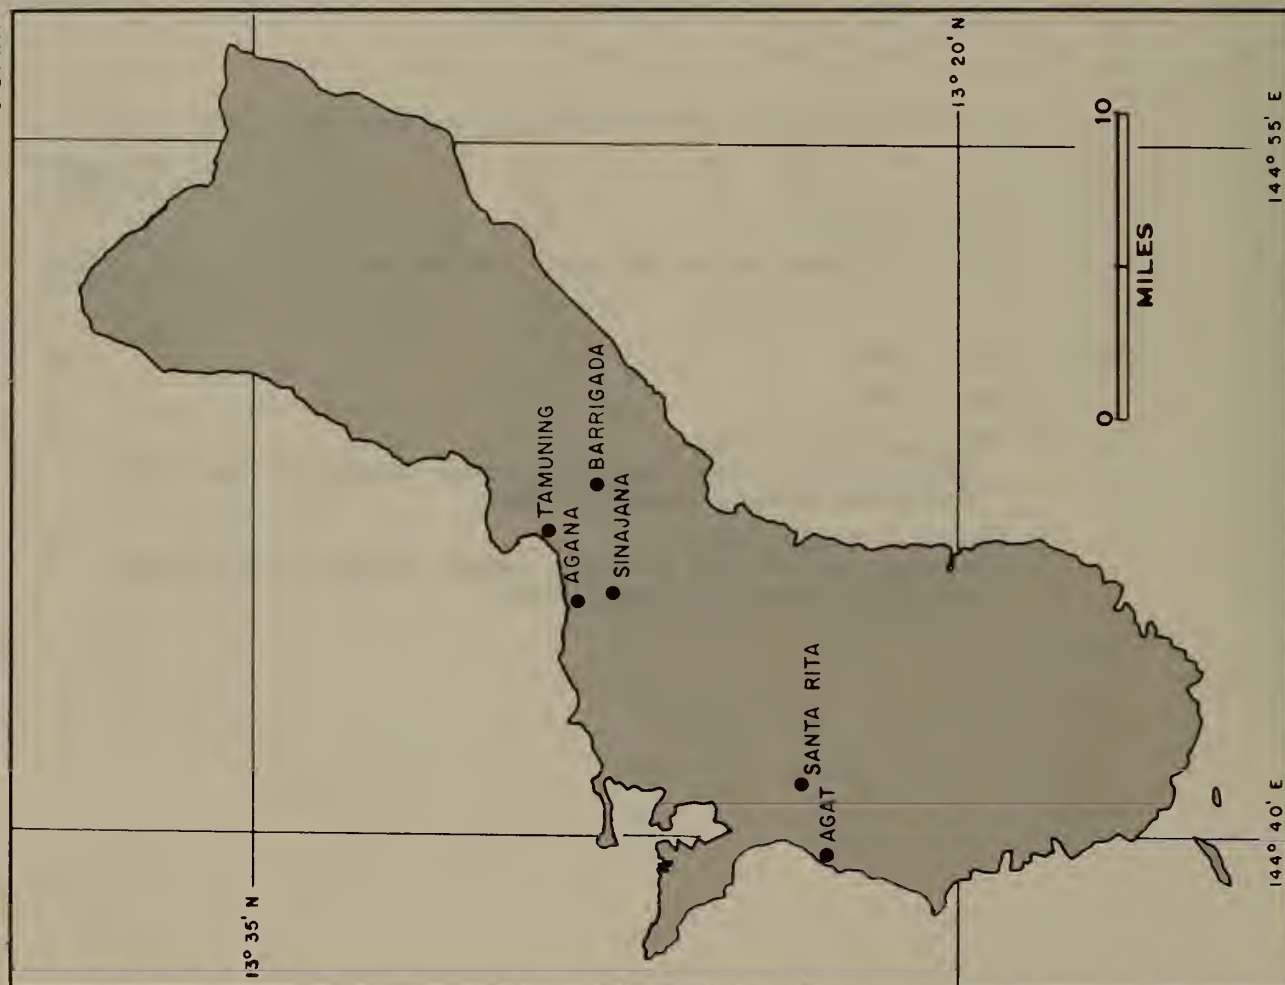 13° 35' N
13° 20' N
144° 55' E
144° 40' E
TAMUNING
AGANA
BARRIGADA
SINAJANA
SANTA RITA
AGAT
0 10
MILES